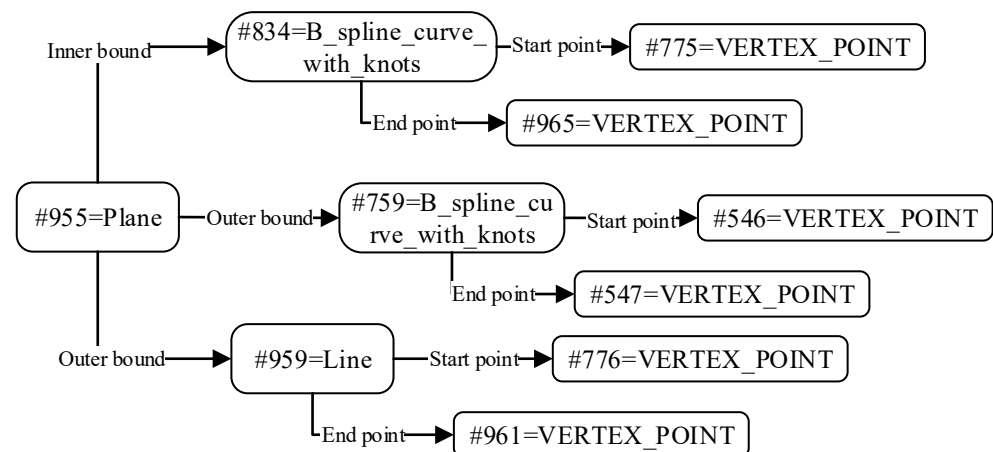 Inner bound
#834=B_spline_curve_
with_knots
Start point
#775=VERTEX_POINT
End point
#965=VERTEX_POINT
#955=Plane
Outer bound
#759=B_spline_cu
rve_with_knots
Start point
#546=VERTEX_POINT
End point
#547=VERTEX_POINT
Outer bound
#959=Line
Start point
#776=VERTEX_POINT
End point
#961=VERTEX_POINT